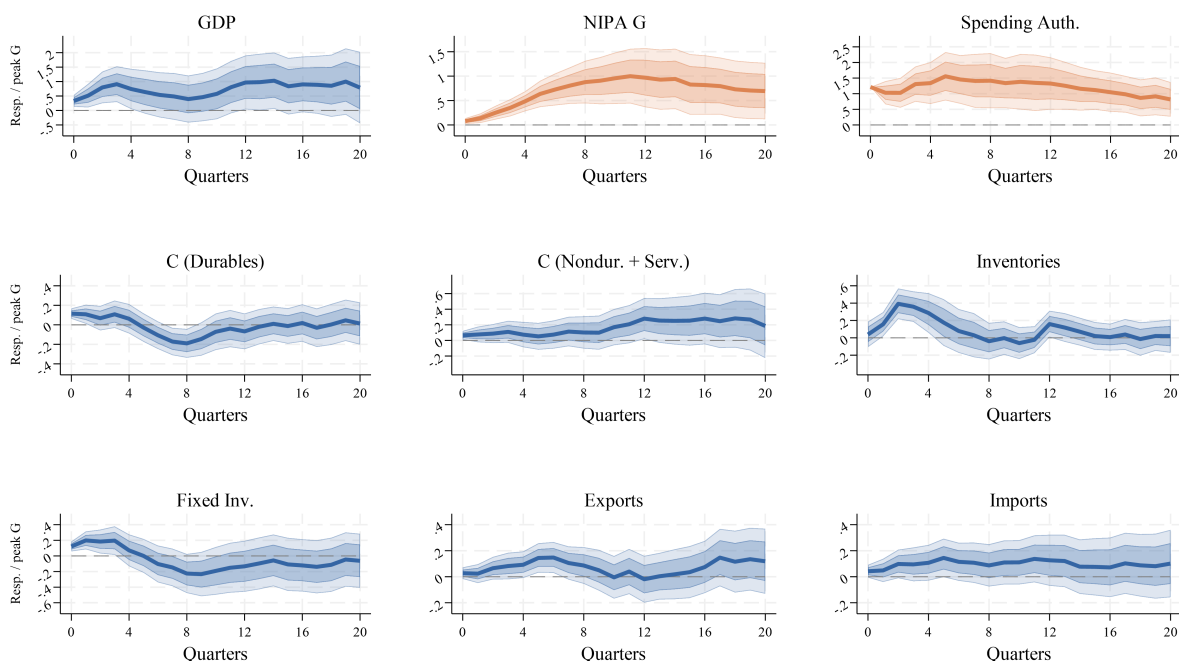 GDP
Resp. / peak G
2
1.5
1
.5
0
-.5
0 4 8 12 16 20
Quarters
NIPA G
1.5
1
.5
0
0 4 8 12 16 20
Quarters
Spending Auth.
2.5
2
1.5
1
.5
0
0 4 8 12 16 20
Quarters
C (Durables)
Resp. / peak G
.4
.2
0
-.2
-.4
0 4 8 12 16 20
Quarters
C (Nondur. + Serv.)
.6
.4
.2
0
-.2
0 4 8 12 16 20
Quarters
Inventories
.6
.4
.2
0
-.2
0 4 8 12 16 20
Quarters
Fixed Inv.
Resp. / peak G
.4
.2
0
-.2
-.4
-.6
0 4 8 12 16 20
Quarters
Exports
.4
.2
0
-.2
0 4 8 12 16 20
Quarters
Imports
.4
.2
0
-.2
0 4 8 12 16 20
Quarters